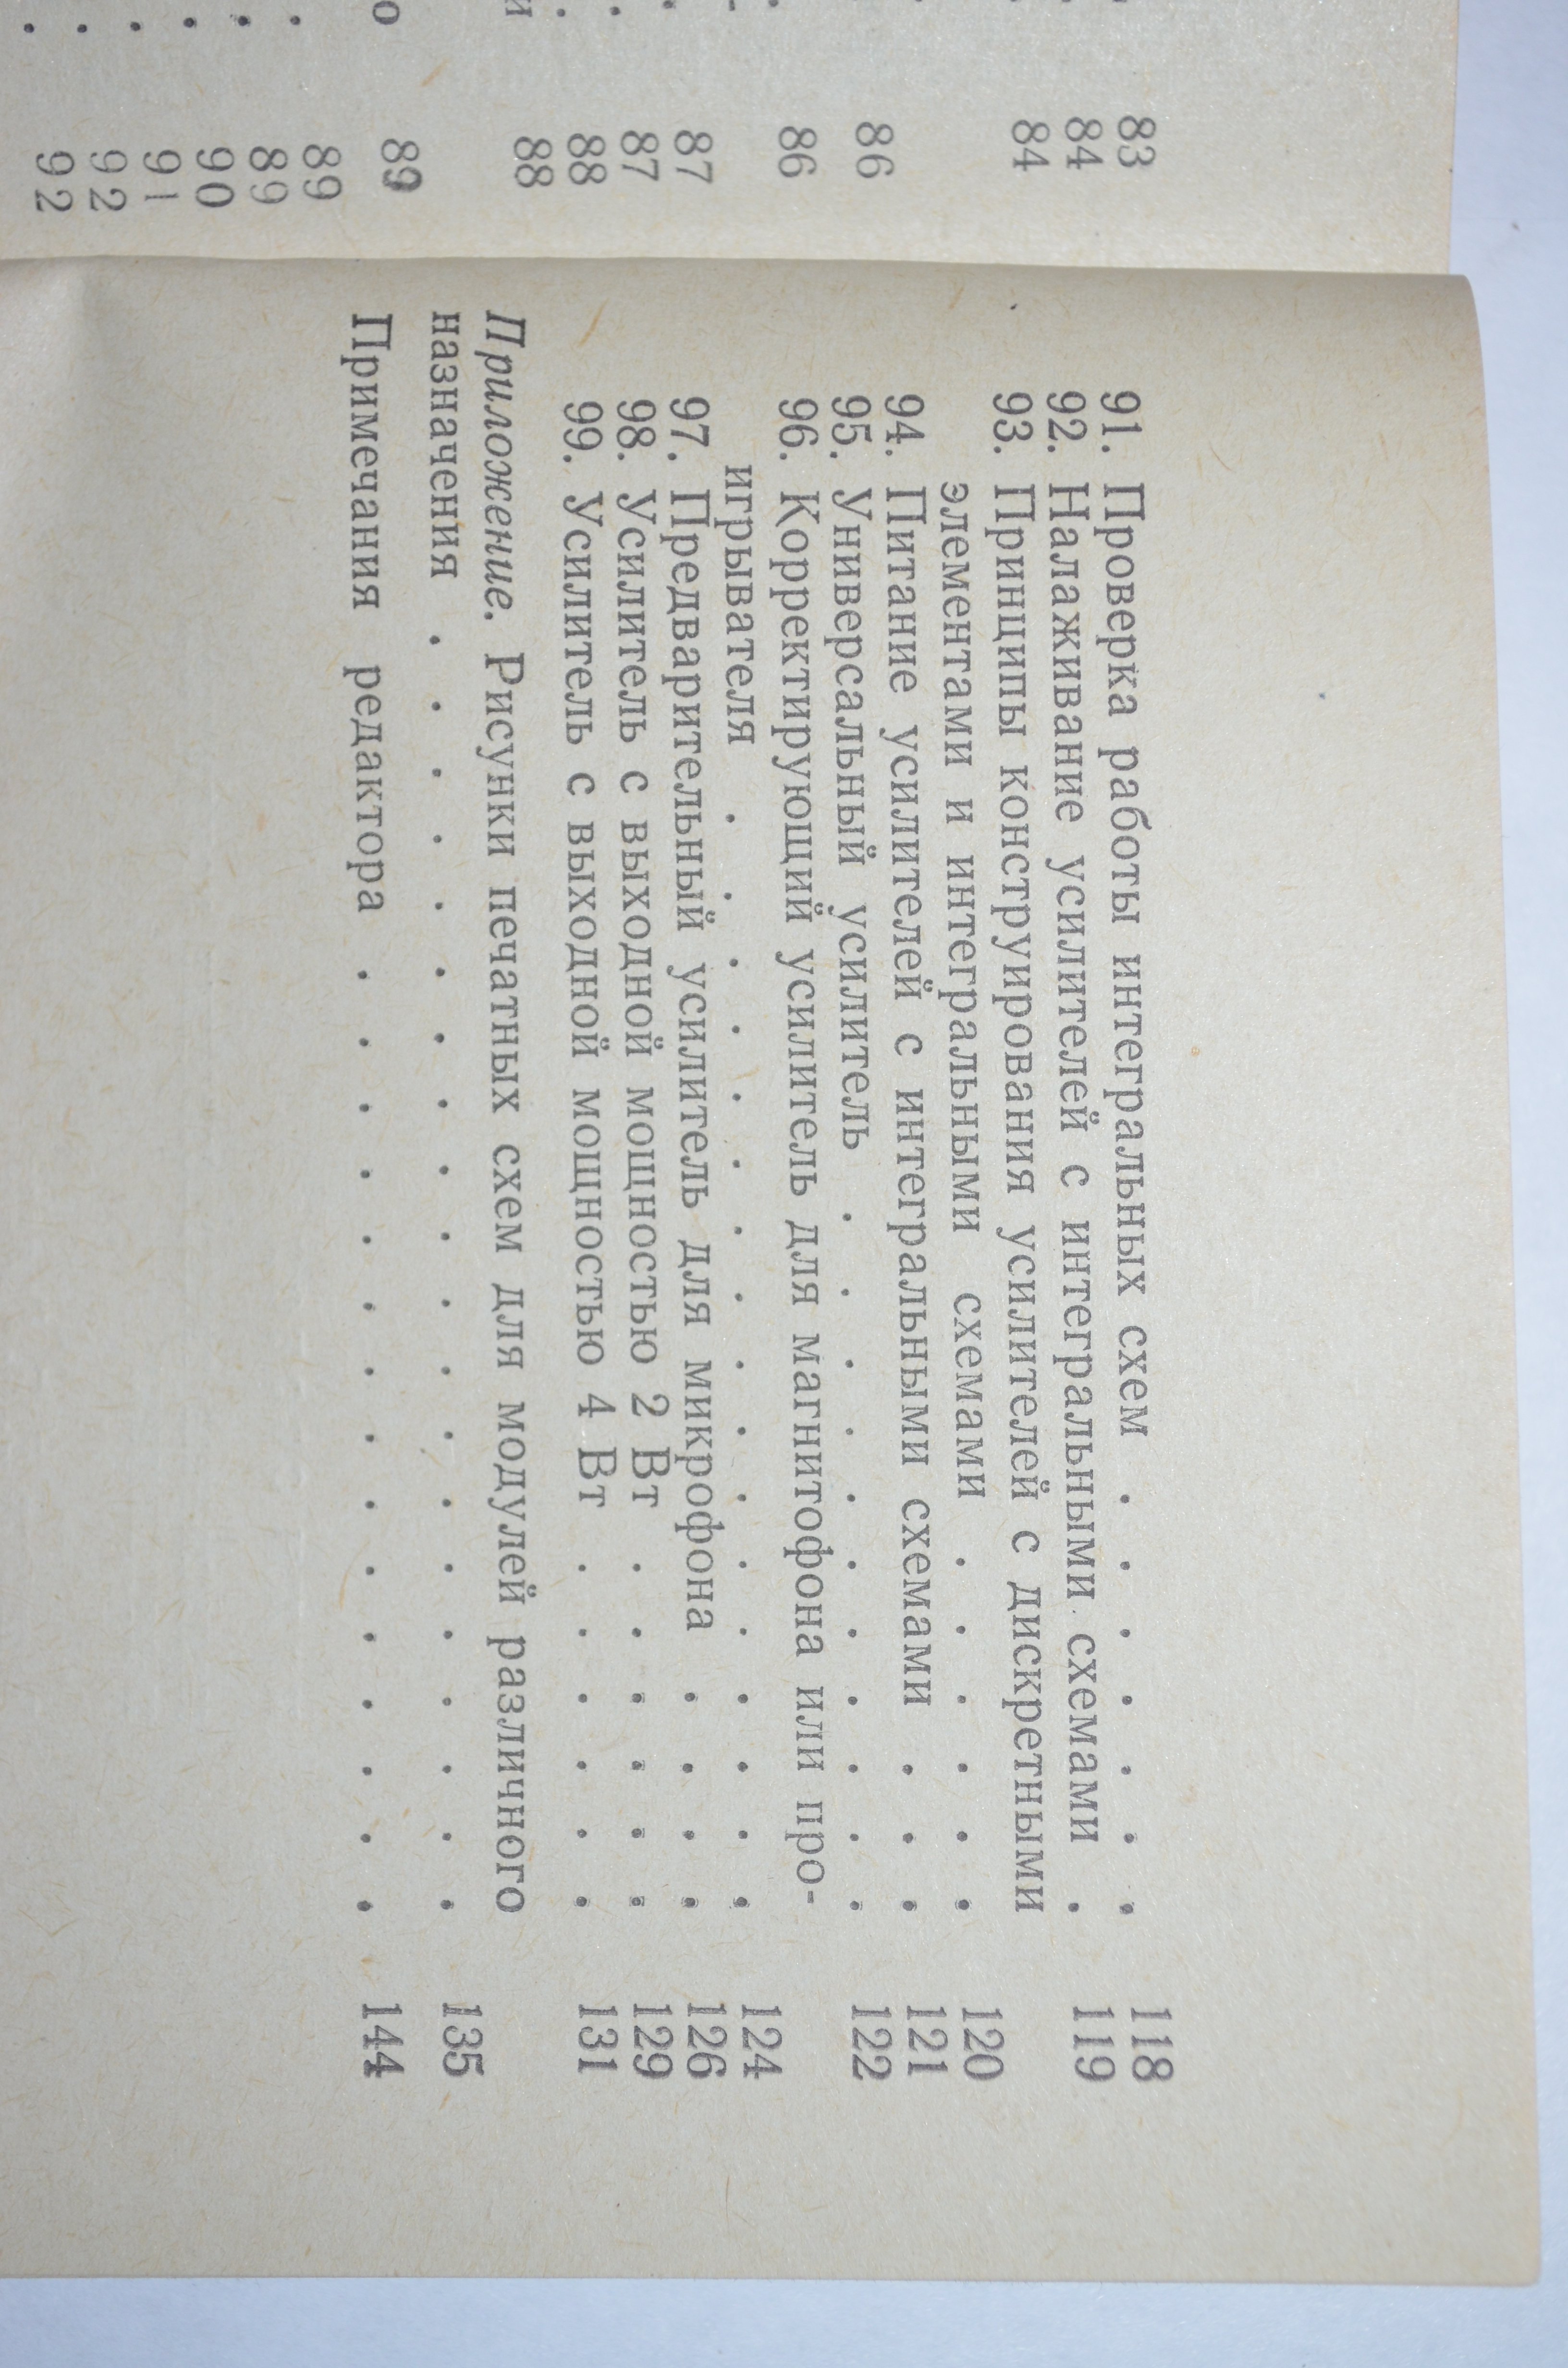 83
84
84
86
86
87
87
88
88
89
89
89
90
91
92
92
91. Проверка работы интегральных схем . . . . . . . 118
92. Налаживание усилителей с интегральными схемами . 119
93. Принципы конструирования усилителей с дискретными
элементами и интегральными схемами . . . . . . 120
94. Питание усилителей с интегральными схемами . . . 121
95. Универсальный усилитель . . . . . . . . . . . 122
96. Корректирующий усилитель для магнитофона или про-
игрывателя . . . . . . . . . . . . . . . . . 124
97. Предварительный усилитель для микрофона . . . . 126
98. Усилитель с выходной мощностью 2 Вт . . . . . . 129
99. Усилитель с выходной мощностью 4 Вт . . . . . . 131
Приложение. Рисунки печатных схем для модулей различного
назначения . . . . . . . . . . . . . . . . . . . . 135
Примечания редактора . . . . . . . . . . . . . . . 144